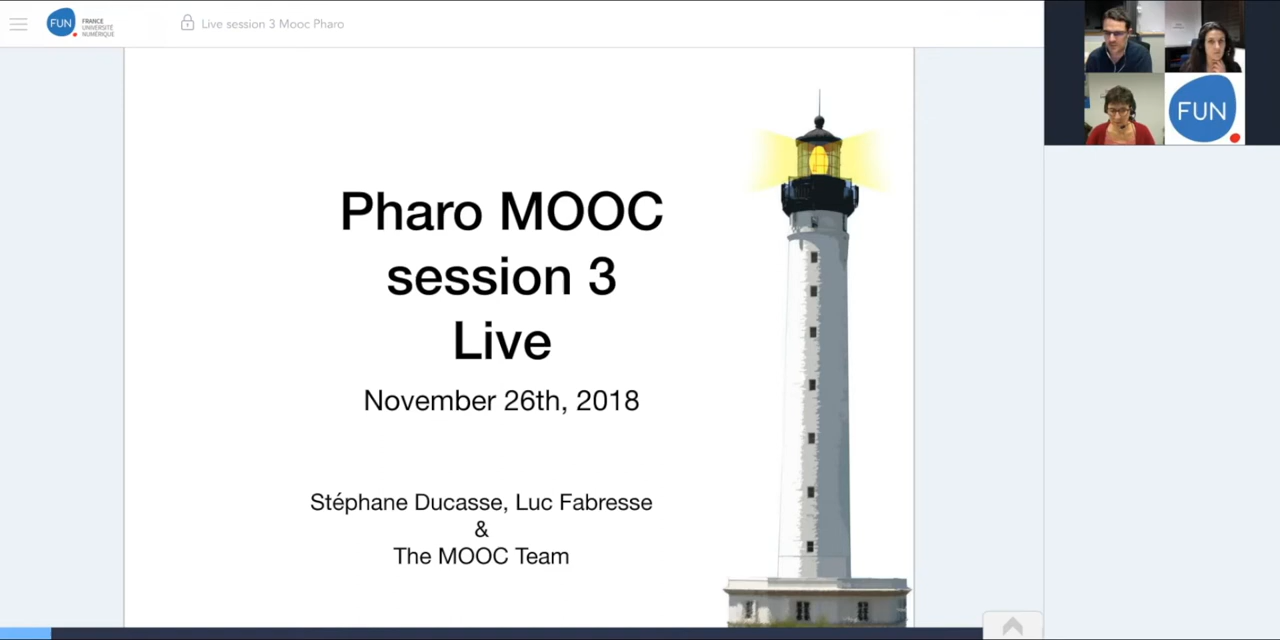 FUN
FRANCE
UNIVERSITÉ
NUMÉRIQUE
Live session 3 Mooc Pharo
Pharo MOOC
session 3
Live
November 26th, 2018
Stéphane Ducasse, Luc Fabresse
&
The MOOC Team
FUN